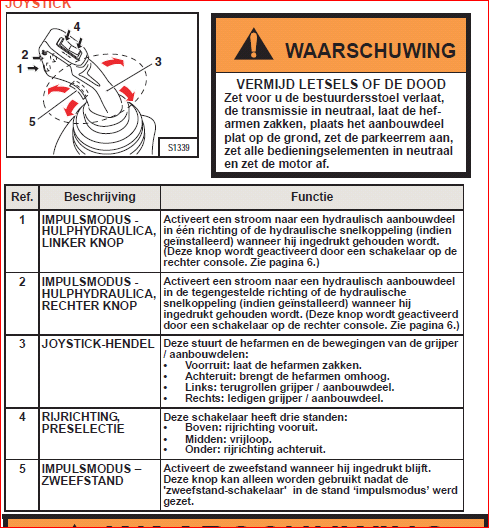 JOYSTICK
4
2
1
3
5
S1339
WAARSCHUWING
VERMIJD LETSELS OF DE DOOD
Zet voor u de bestuurdersstoel verlaat,
de transmissie in neutraal, laat de hef-
armen zakken, plaats het aanbouwdeel
plat op de grond, zet de parkeerrem aan,
zet alle bedieningselementen in neutraal
en zet de motor af.
Ref. Beschrijving Functie
1 IMPULSMODUS - HULPHYDRAULICA, LINKER KNOP
Activeert een stroom naar een hydraulisch aanbouwdeel
in één richting of de hydraulische snelkoppeling (indien
geïnstalleerd) wanneer hij ingedrukt gehouden wordt.
(Deze knop wordt geactiveerd door een schakelaar op de
rechter console. Zie pagina 6.)
2 IMPULSMODUS - HULPHYDRAULICA, RECHTER KNOP
Activeert een stroom naar een hydraulisch aanbouwdeel
in de tegengestelde richting of de hydraulische
snelkoppeling (indien geïnstalleerd) wanneer hij
ingedrukt gehouden wordt. (Deze knop wordt geactiveerd
door een schakelaar op de rechter console. Zie pagina 6.)
3 JOYSTICK-HENDEL
Deze stuurt de hefarmen en de bewegingen van de grijper
/ aanbouwdelen:
• Voorruit: laat de hefarmen zakken.
• Achteruit: brengt de hefarmen omhoog.
• Links: terugrollen grijper / aanbouwdeel.
• Rechts: ledigen grijper / aanbouwdeel.
4 RIJRICHTING, PRESELECTIE
Deze schakelaar heeft drie standen:
• Boven: rijrichting vooruit.
• Midden: vrijloop.
• Onder: rijrichting achteruit.
5 IMPULSMODUS – ZWEEFSTAND
Activeert de zweefstand wanneer hij ingedrukt blijft.
Deze knop kan alleen worden gebruikt nadat de
'zweefstand-schakelaar' in de stand 'impulsmodus' werd
gezet.